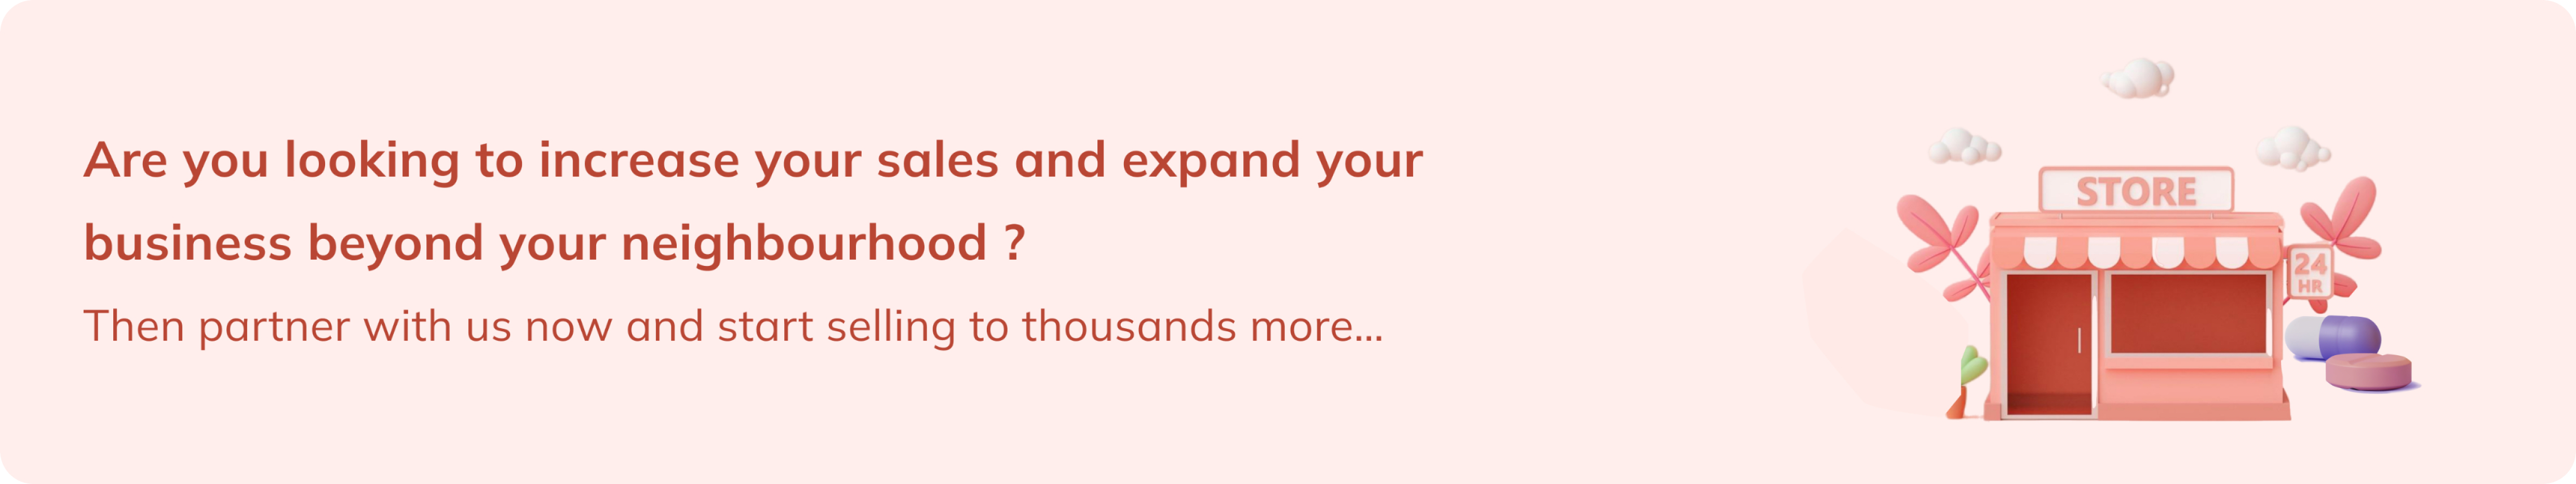 Are you looking to increase your sales and expand your
business beyond your neighbourhood ?
Then partner with us now and start selling to thousands more...
STORE
24
HR